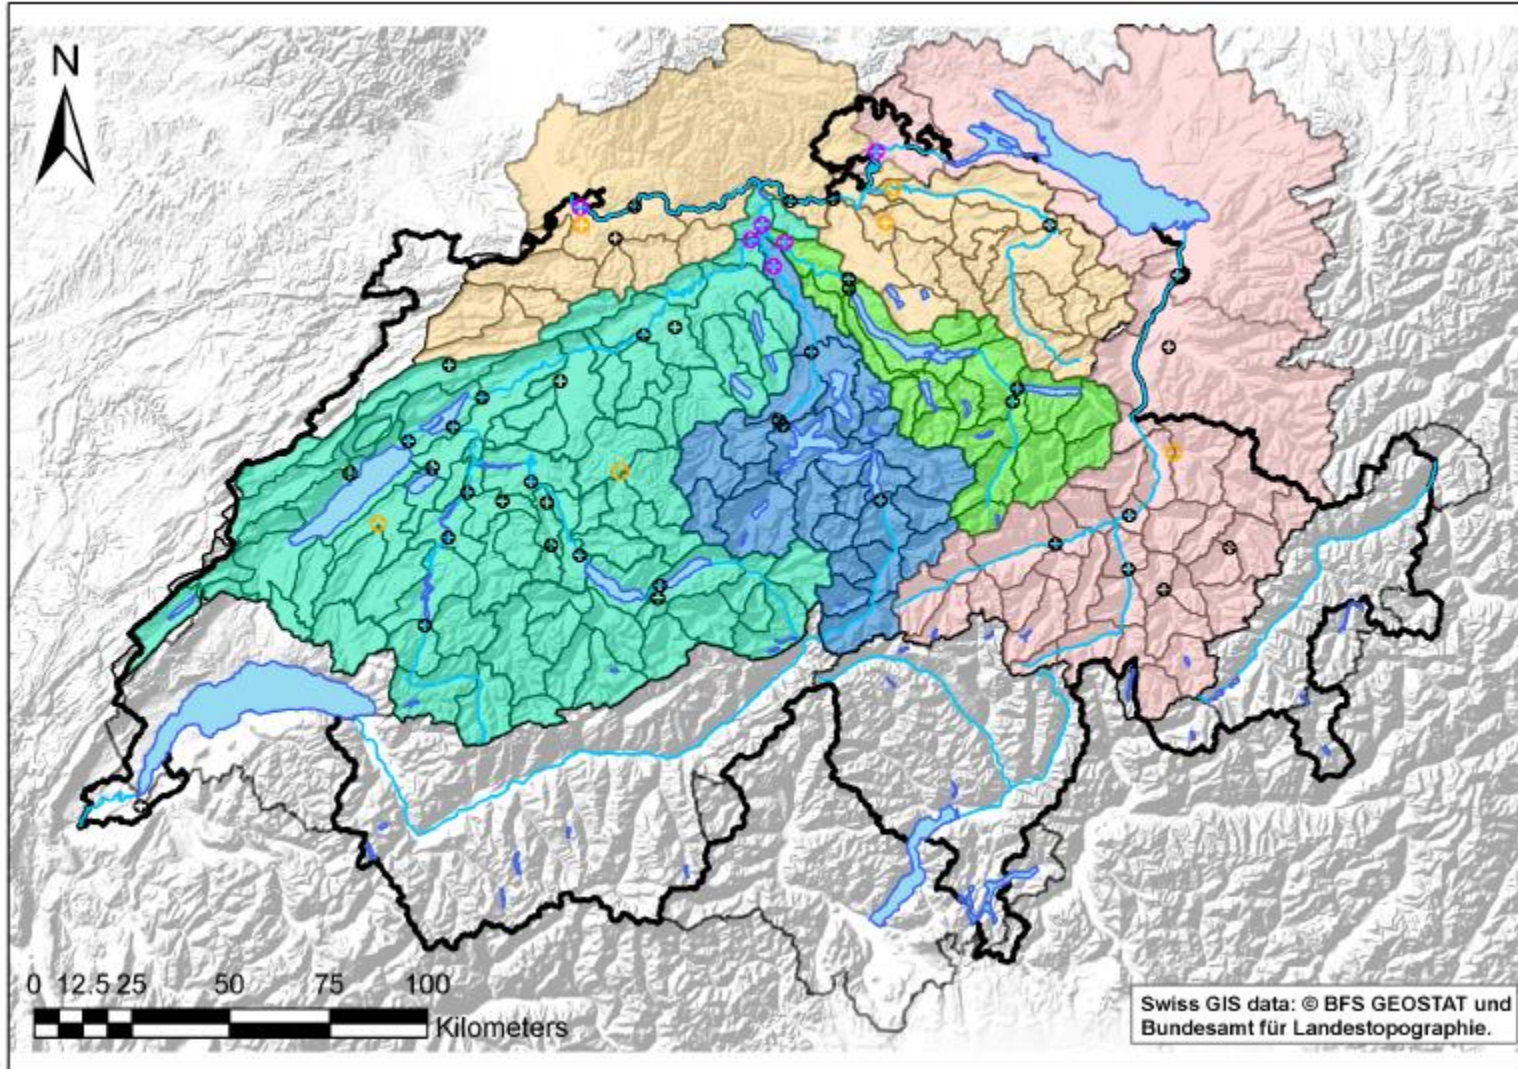 N
0 12.5 25 50 75 100
Kilometers
Swiss GIS data: © BFS GEOSTAT und
Bundesamt für Landestopographie.